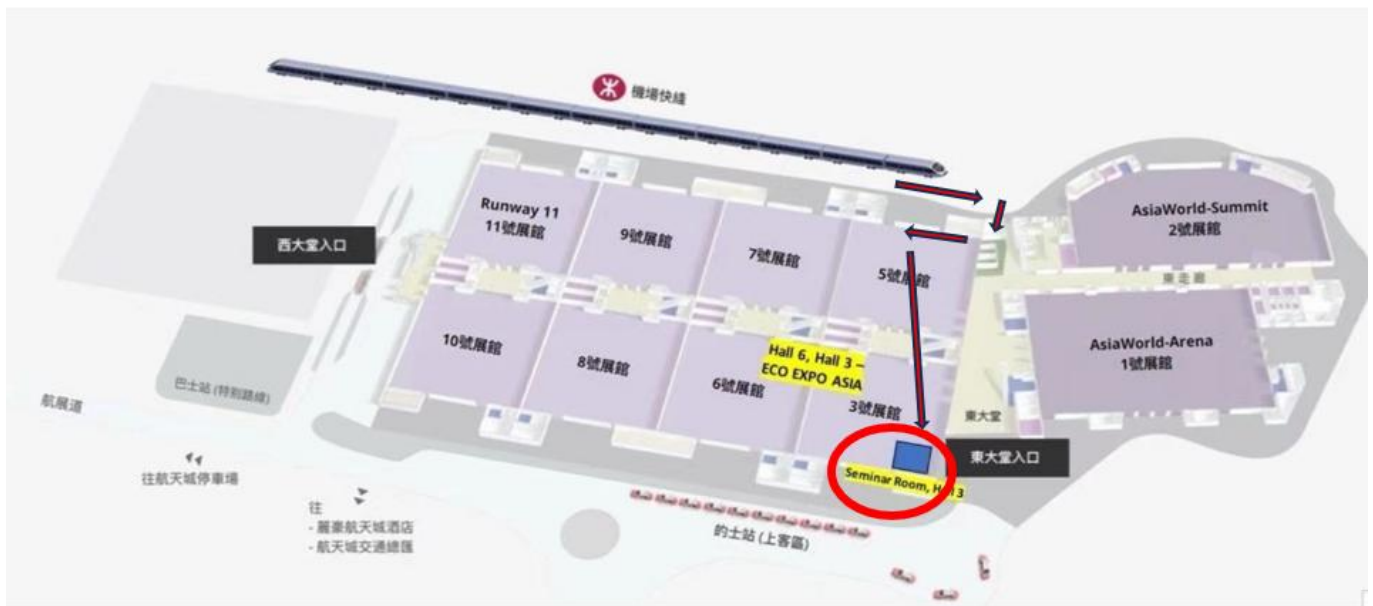 機場快綫
Runway 11
11號展館
9號展館
7號展館
5號展館
AsiaWorld-Summit
2號展館
西大堂入口
東走廊
10號展館
8號展館
6號展館
Hall 6, Hall 3 –
ECO EXPO ASIA
3號展館
AsiaWorld-Arena
1號展館
巴士站 (特別路綫)
航展道
東大堂
東大堂入口
Seminar Room, Hall 3
往航天城停車場
往
- 麗豪航天城酒店
- 航天城交通總匯
的士站 (上客區)